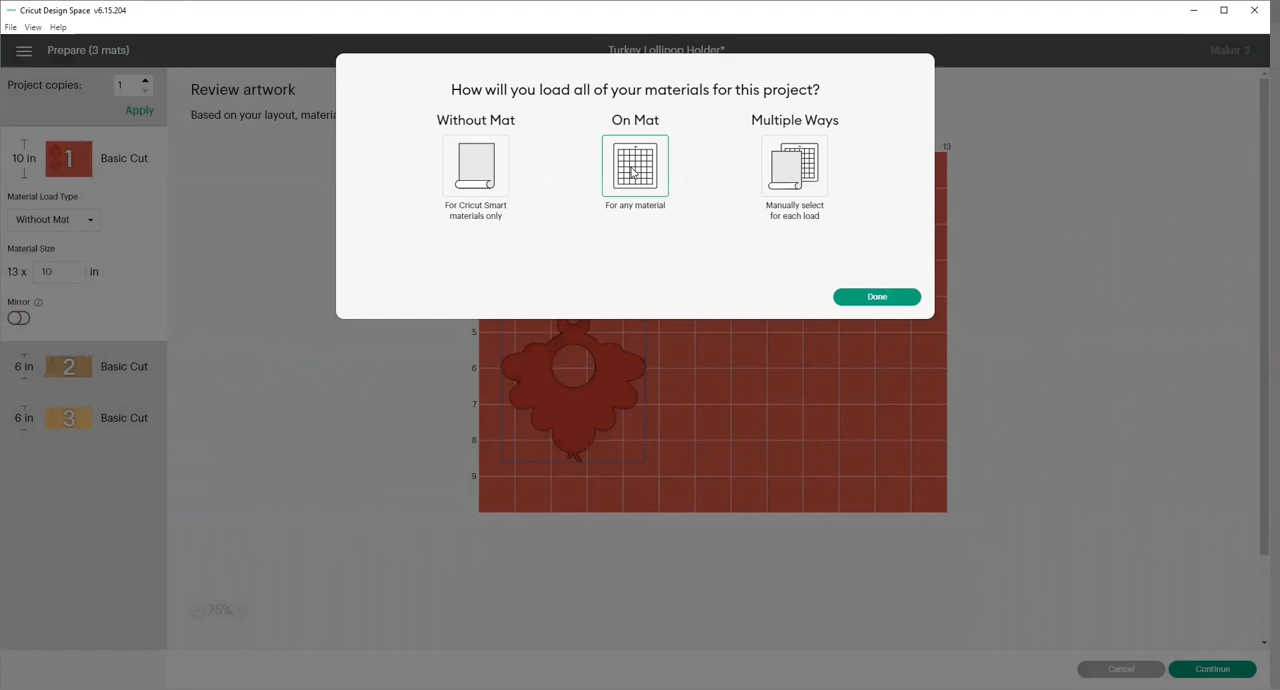 Cricut Design Space v6.15.204
File View Help
Prepare (3 mats)
Turkey Lollipop Holder*
Maker 3
Project copies: 1
Apply
Review artwork
Based on your layout, materia
How will you load all of your materials for this project?
Without Mat
On Mat
Multiple Ways
For Cricut Smart
materials only
For any material
Manually select
for each load
Done
10 in 1 Basic Cut
Material Load Type
Without Mat
Material Size
13 x 10 in
Mirror
6 in 2 Basic Cut
6 in 3 Basic Cut
13
5
6
7
8
9
75%
Cancel
Continue